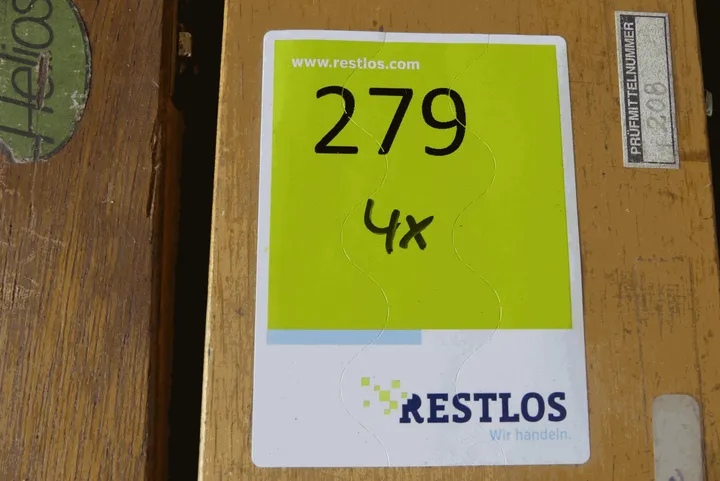 Helios
www.restlos.com
279
4x
RESTLOS
Wir handeln.
PRÜFMITTELNUMMER
208